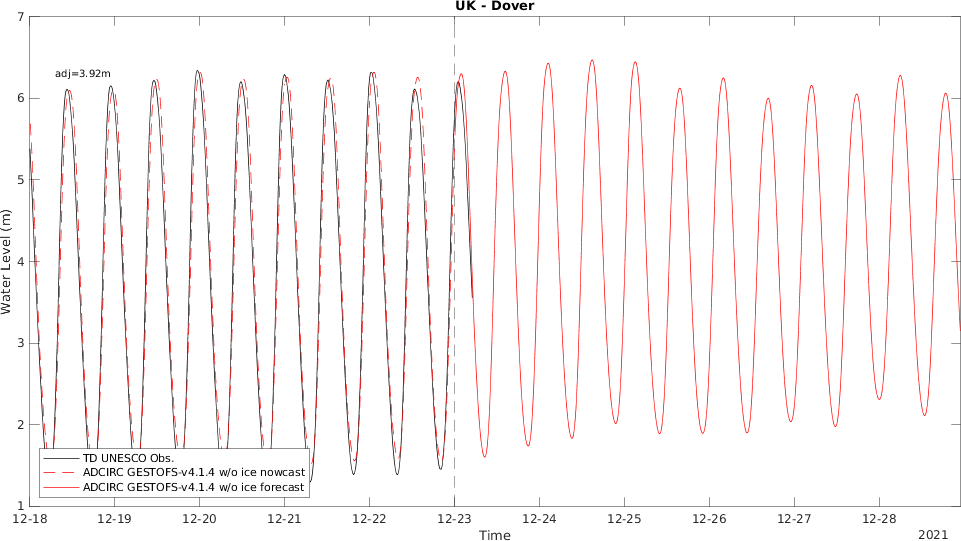 UK - Dover
7
adj=3.92m
6
5
4
3
2
1
Water Level (m)
TD UNESCO Obs.
ADCIRC GESTOFS-v4.1.4 w/o ice nowcast
ADCIRC GESTOFS-v4.1.4 w/o ice forecast
12-18 12-19 12-20 12-21 12-22 12-23 12-24 12-25 12-26 12-27 12-28
Time
2021